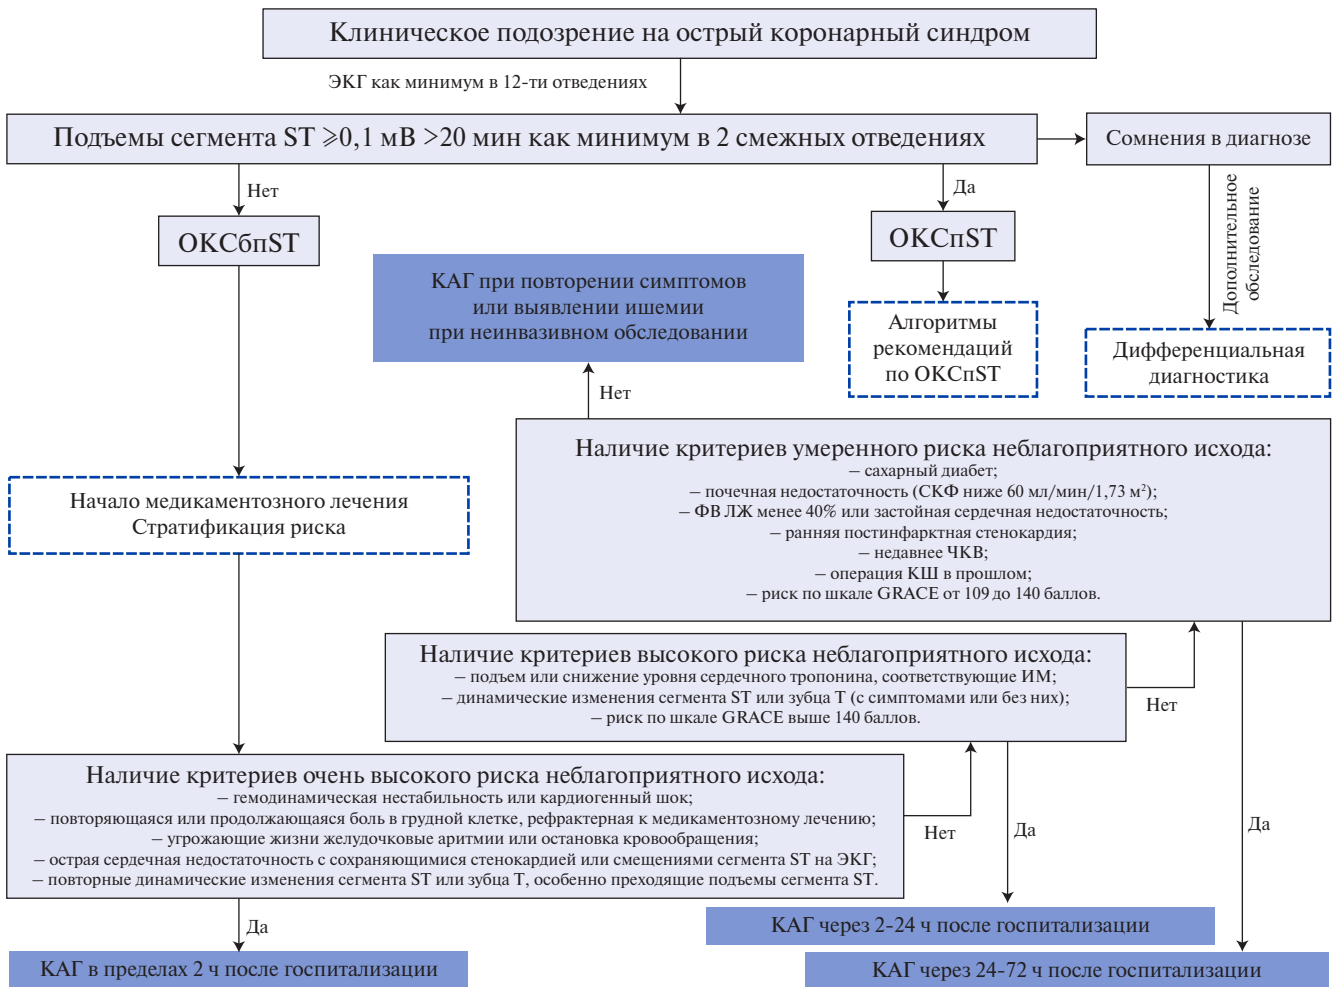 Клиническое подозрение на острый коронарный синдром
ЭКГ как минимум в 12-ти отведениях
Подъемы сегмента ST ⩾0,1 мВ >20 мин как минимум в 2 смежных отведениях
Сомнения в диагнозе
Нет
Да
ОКСбпST
ОКСпST
Дополнительное
обследование
КАГ при повторении симптомов
или выявлении ишемии
при неинвазивном обследовании
Алгоритмы
рекомендаций
по ОКСпST
Дифференциальная
диагностика
Нет
Наличие критериев умеренного риска неблагоприятного исхода:
– сахарный диабет;
– почечная недостаточность (СКФ ниже 60 мл/мин/1,73 м²);
– ФВ ЛЖ менее 40% или застойная сердечная недостаточность;
– ранняя постинфарктная стенокардия;
– недавнее ЧКВ;
– операция КШ в прошлом;
– риск по шкале GRACE от 109 до 140 баллов.
Начало медикаментозного лечения
Стратификация риска
Наличие критериев высокого риска неблагоприятного исхода:
– подъем или снижение уровня сердечного тропонина, соответствующие ИМ;
– динамические изменения сегмента ST или зубца Т (с симптомами или без них);
– риск по шкале GRACE выше 140 баллов.
Нет
Наличие критериев очень высокого риска неблагоприятного исхода:
– гемодинамическая нестабильность или кардиогенный шок;
– повторяющаяся или продолжающаяся боль в грудной клетке, рефрактерная к медикаментозному лечению;
– угрожающие жизни желудочковые аритмии или остановка кровообращения;
– острая сердечная недостаточность с сохраняющимися стенокардией или смещениями сегмента ST на ЭКГ;
– повторные динамические изменения сегмента ST или зубца Т, особенно преходящие подъемы сегмента ST.
Нет
Да
Да
Да
КАГ через 2-24 ч после госпитализации
КАГ в пределах 2 ч после госпитализации
КАГ через 24-72 ч после госпитализации